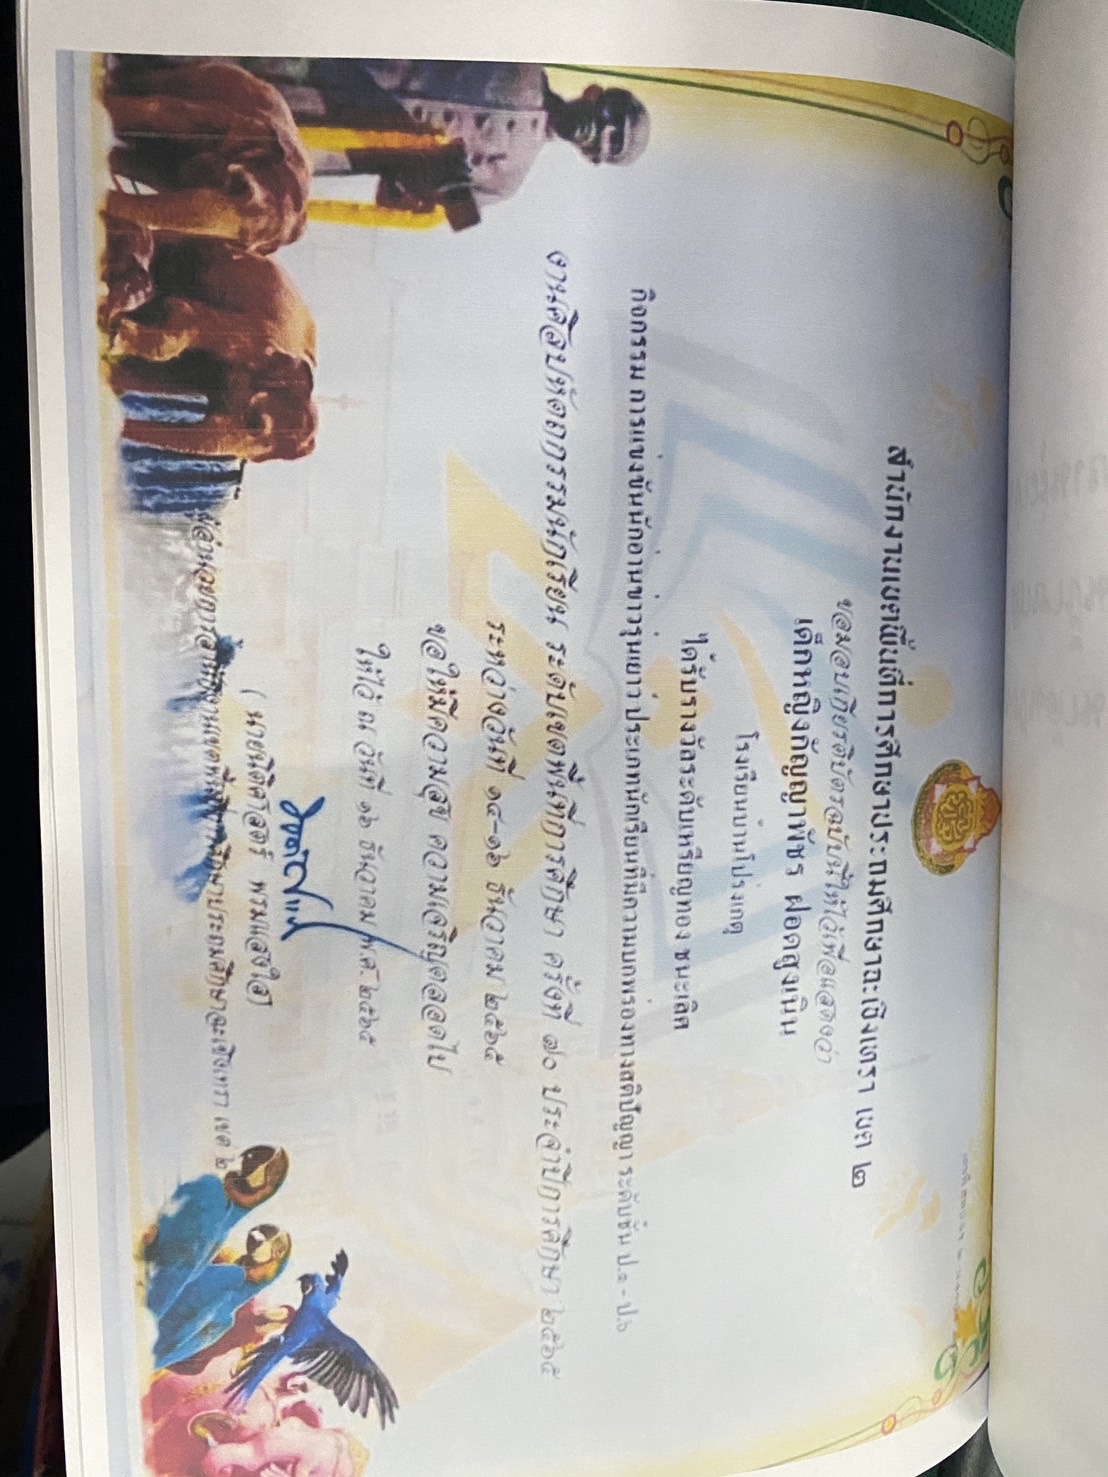 สำนักงานเขตพื้นที่การศึกษาประถมศึกษาฉะเชิงเทรา เขต ๒
ขอมอบเกียรติบัตรฉบับนี้ให้ไว้เพื่อแสดงว่า
เด็กหญิงกัญญาพัชร ฝอดสูงเนิน
โรงเรียนบ้านโปร่งเกตุ
ได้รับรางวัลระดับเหรียญทอง ชนะเลิศ
กิจกรรม การแข่งขันนักอ่านข่าวรุ่นเยาว์ ประเภทนักเรียนที่มีความบกพร่องทางสติปัญญา ระดับชั้น ป.๑ - ป.๖
งานศิลปหัตถกรรมนักเรียน ระดับเขตพื้นที่การศึกษา ครั้งที่ ๗๐ ประจำปีการศึกษา ๒๕๖๕
ระหว่างวันที่ ๑๔-๑๖ ธันวาคม ๒๕๖๕
ขอให้มีความสุข ความเจริญตลอดไป
ให้ไว้ ณ วันที่ ๑๖ ธันวาคม พ.ศ. ๒๕๖๕
( นายนิติศโสตร์ พรมแสงใส)
ผู้อำนวยการสำนักงานเขตพื้นที่การศึกษาประถมศึกษาฉะเชิงเทรา เขต ๒